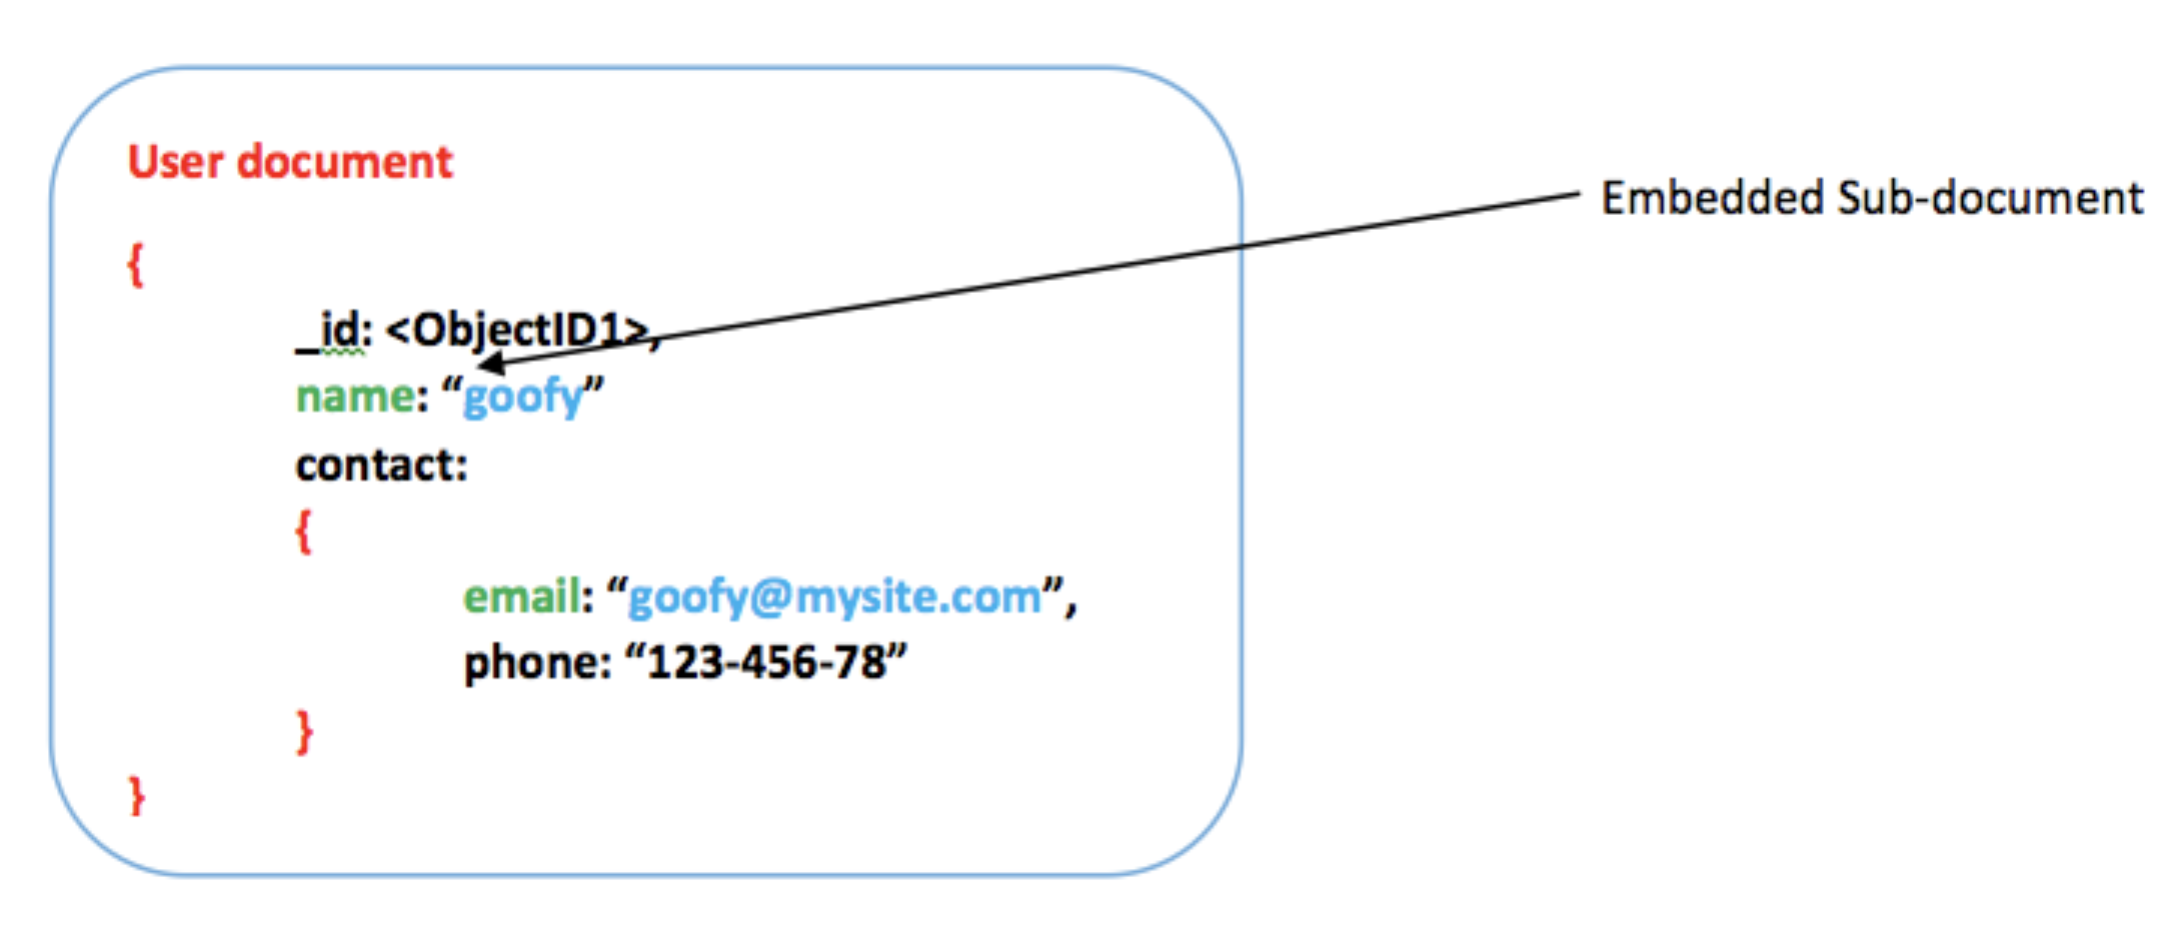 User document
Embedded Sub-document
{
_id: <ObjectID1>,
name: “goofy”
contact:
{
email: “goofy@mysite.com”,
phone: “123-456-78”
}
}